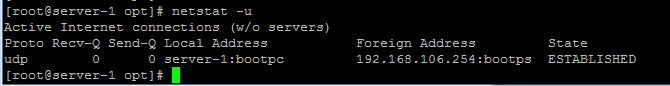 [root@server-1 opt]# netstat -u
Active Internet connections (w/o servers)
Proto Recv-Q Send-Q Local Address           Foreign Address         State
udp        0      0 server-1:bootpc         192.168.106.254:bootps  ESTABLISHED
[root@server-1 opt]#